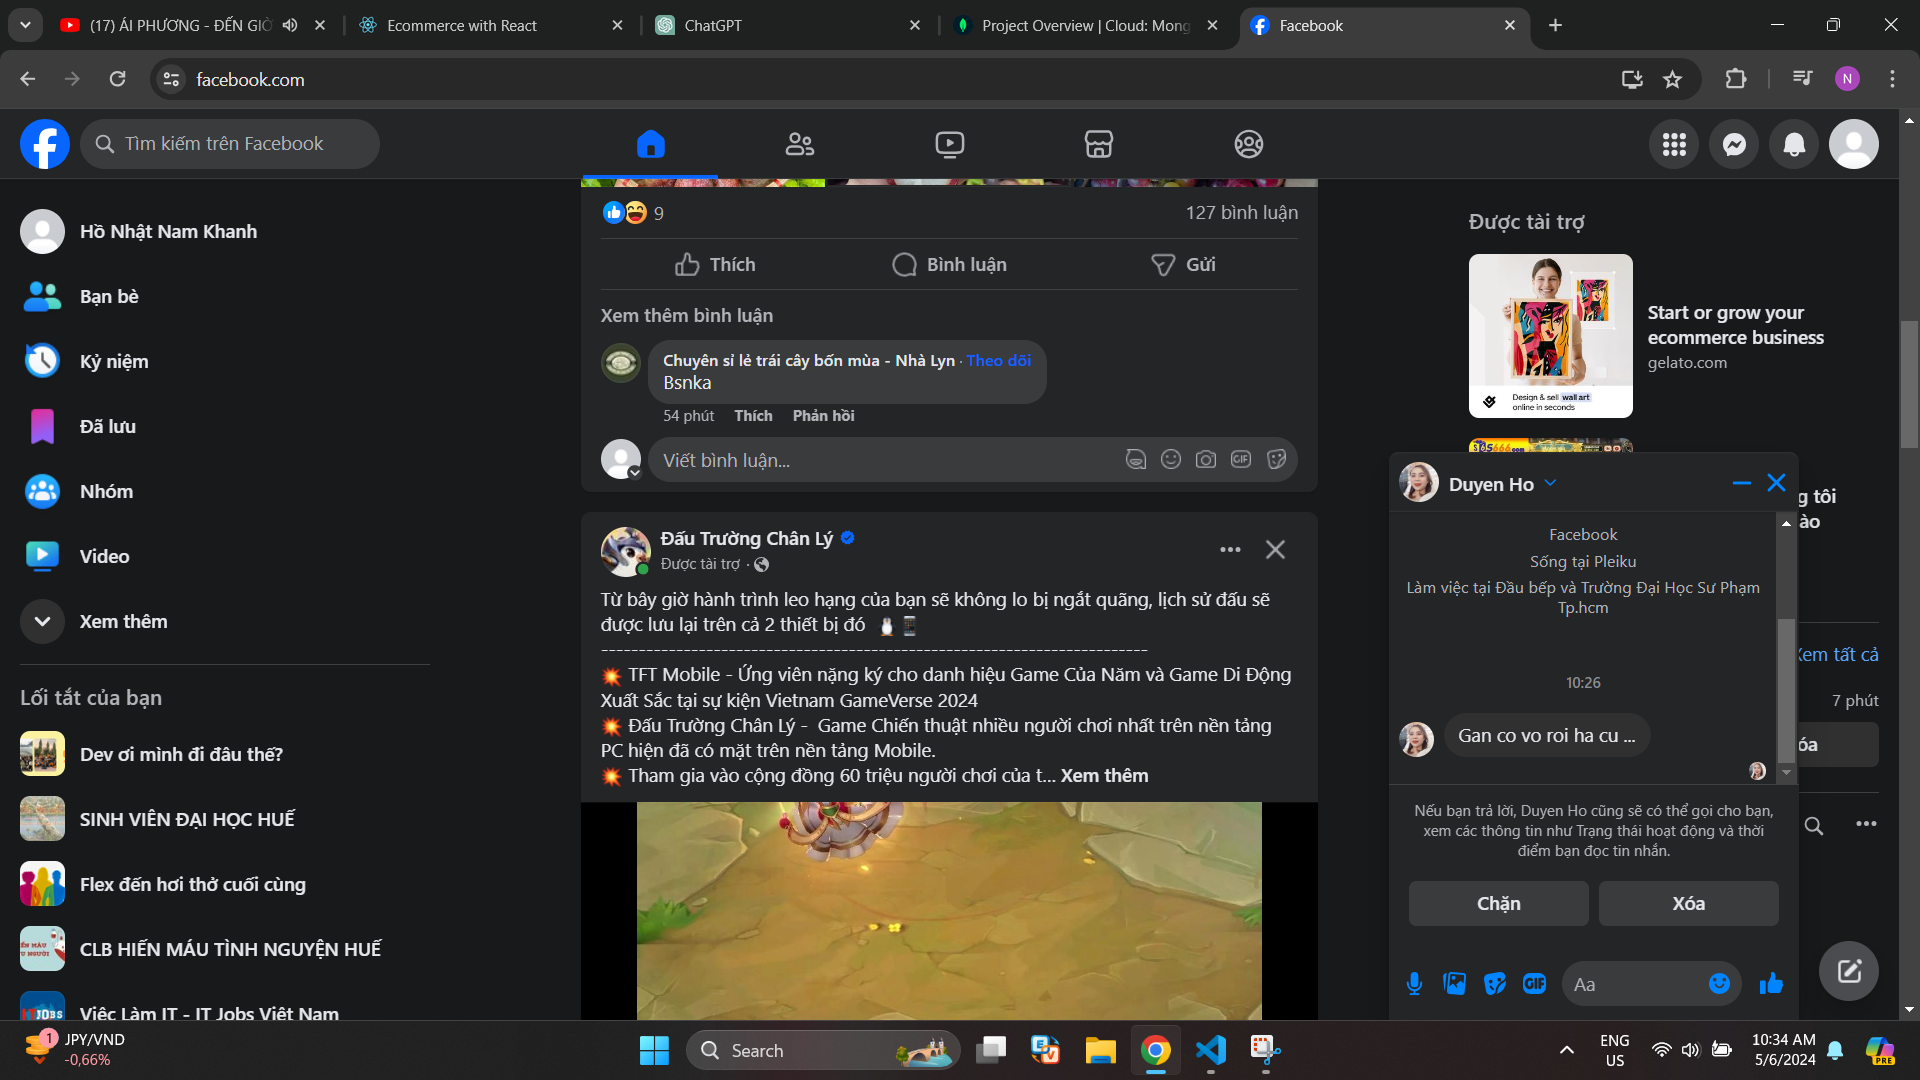 (17) ÁI PHƯƠNG - ĐẾN GIỜ
Ecommerce with React
ChatGPT
Project Overview | Cloud: Mong
Facebook
facebook.com
N
Tìm kiếm trên Facebook
Hồ Nhật Nam Khanh
Bạn bè
Kỷ niệm
Đã lưu
Nhóm
Video
Xem thêm
Lối tắt của bạn
Dev ơi mình đi đâu thế?
SINH VIÊN ĐẠI HỌC HUẾ
Flex đến hơi thở cuối cùng
CLB HIẾN MÁU TÌNH NGUYỆN HUẾ
Việc Làm IT - IT Jobs Việt Nam
9
127 bình luận
Thích
Bình luận
Gửi
Xem thêm bình luận
Chuyên sỉ lẻ trái cây bốn mùa - Nhà Lyn · Theo dõi
Bsnka
54 phút Thích Phản hồi
Viết bình luận...
GIF
Đấu Trường Chân Lý
Được tài trợ ·
Từ bây giờ hành trình leo hạng của bạn sẽ không lo bị ngắt quãng, lịch sử đấu sẽ
được lưu lại trên cả 2 thiết bị đó
--------------------------------------------------------------------------
TFT Mobile - Ứng viên nặng ký cho danh hiệu Game Của Năm và Game Di Động
Xuất Sắc tại sự kiện Vietnam GameVerse 2024
Đấu Trường Chân Lý - Game Chiến thuật nhiều người chơi nhất trên nền tảng
PC hiện đã có mặt trên nền tảng Mobile.
Tham gia vào cộng đồng 60 triệu người chơi của t... Xem thêm
Được tài trợ
Design & sell wall art
online in seconds
Start or grow your
ecommerce business
gelato.com
g tôi
ào
Xem tất cả
7 phút
óa
Duyen Ho
Facebook
Sống tại Pleiku
Làm việc tại Đầu bếp và Trường Đại Học Sư Phạm
Tp.hcm
10:26
Gan co vo roi ha cu ...
Nếu bạn trả lời, Duyen Ho cũng sẽ có thể gọi cho bạn,
xem các thông tin như Trạng thái hoạt động và thời
điểm bạn đọc tin nhắn.
Chặn
Xóa
GIF
Aa
1
JPY/VND
-0,66%
Search
ENG
US
10:34 AM
5/6/2024
PRE